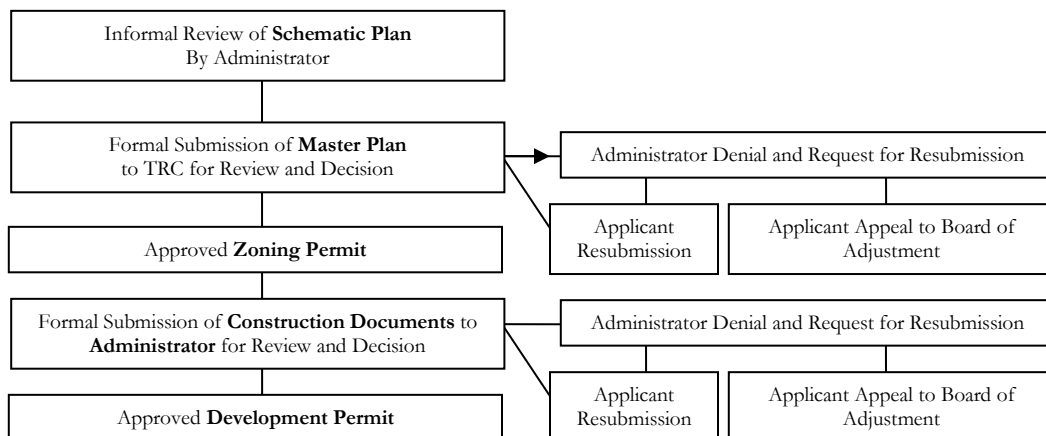 Informal Review of Schematic Plan
By Administrator
Formal Submission of Master Plan
to TRC for Review and Decision
Administrator Denial and Request for Resubmission
Applicant
Resubmission
Applicant Appeal to Board of
Adjustment
Approved Zoning Permit
Formal Submission of Construction Documents to
Administrator for Review and Decision
Administrator Denial and Request for Resubmission
Applicant
Resubmission
Applicant Appeal to Board of
Adjustment
Approved Development Permit